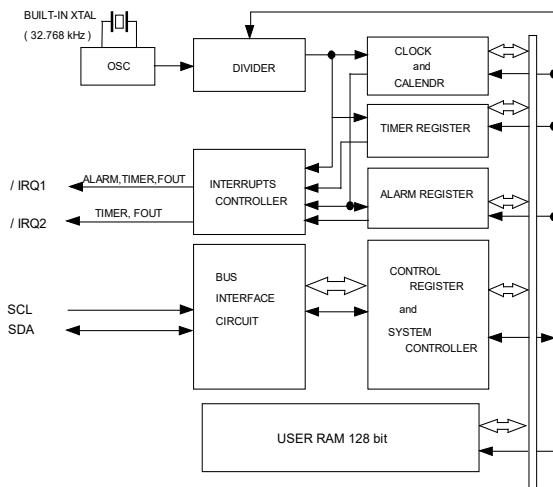 BUILT-IN XTAL
( 32.768 kHz )
OSC
DIVIDER
CLOCK
and
CALENDR
TIMER REGISTER
/ IRQ1
ALARM,TIMER,FOUT
/ IRQ2
TIMER, FOUT
INTERRUPTS
CONTROLLER
ALARM REGISTER
SCL
SDA
BUS
INTERFACE
CIRCUIT
CONTROL
REGISTER
and
SYSTEM
CONTROLLER
USER RAM 128 bit